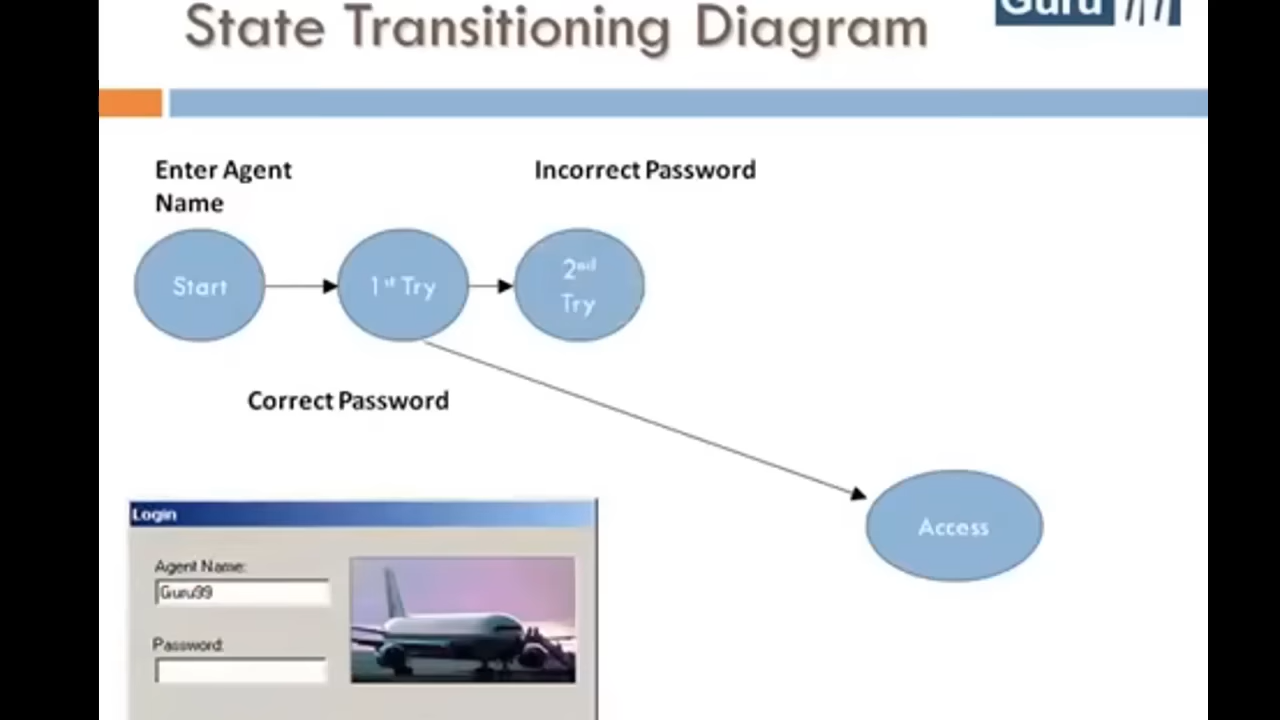 State Transitioning Diagram
Guru
Enter Agent
Name
Incorrect Password
Start
1st Try
2nd
Try
Correct Password
Access
Login
Agent Name:
Guru99
Password: